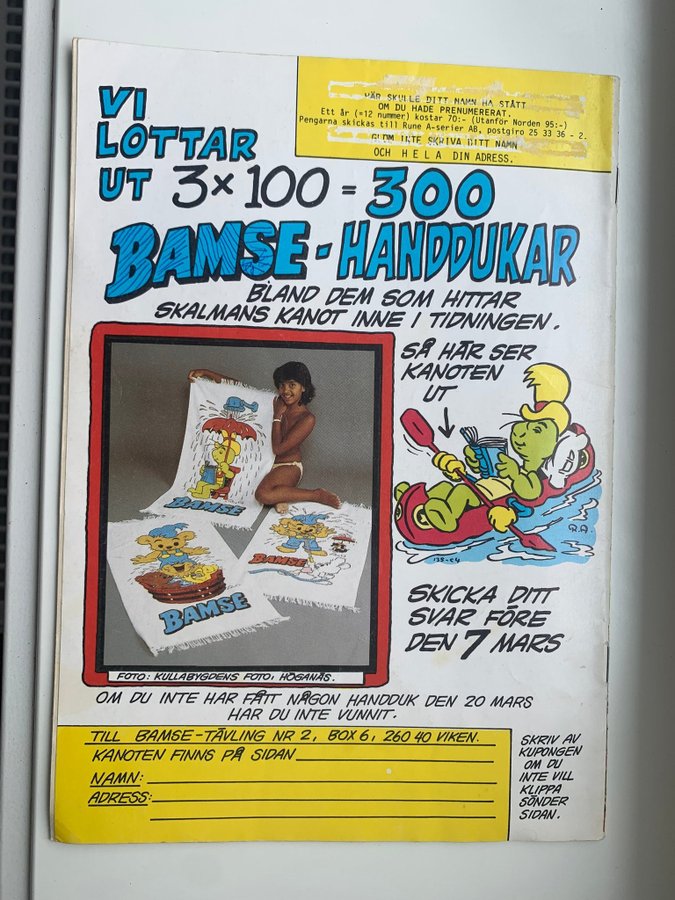 VI
LOTTAR
UT 3×100 = 300
BAMSE-HANDDUKAR
BLAND DEM SOM HITTAR
SKALMANS KANOT INNE I TIDNINGEN.
HÄR SKULLE DITT NAMN HA STÅTT
OM DU HADE PRENUMERERAT.
Ett år (=12 nummer) kostar 70:- (Utanför Norden 95:-)
Pengarna skickas till Rune A-serier AB, postgiro 25 33 36 - 2.
GLÖM INTE SKRIVA DITT NAMN
OCH HELA DIN ADRESS.
SÅ HÄR SER
KANOTEN
UT
BAMSE
BAMSE
BAMSE
R.A
135-C4
SKICKA DITT
SVAR FÖRE
DEN 7 MARS
FOTO: KULLABYGDENS FOTO, HÖGANÄS.
OM DU INTE HAR FÅTT NÅGON HANDDUK DEN 20 MARS
HAR DU INTE VUNNIT.
TILL BAMSE-TÄVLING NR 2, BOX 6, 260 40 VIKEN.
KANOTEN FINNS PÅ SIDAN
NAMN:
ADRESS:
SKRIV AV
KUPONGEN
OM DU
INTE VILL
KLIPPA
SÖNDER
SIDAN.